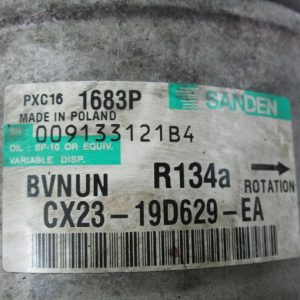 PXC16 1683P SANDEN
MADE IN POLAND
S/N: 009133121B4
OIL : SP-10 OR EQUIV.
VARIABLE DISP.
BVNUN R134a ROTATION
CX23-19D629-EA